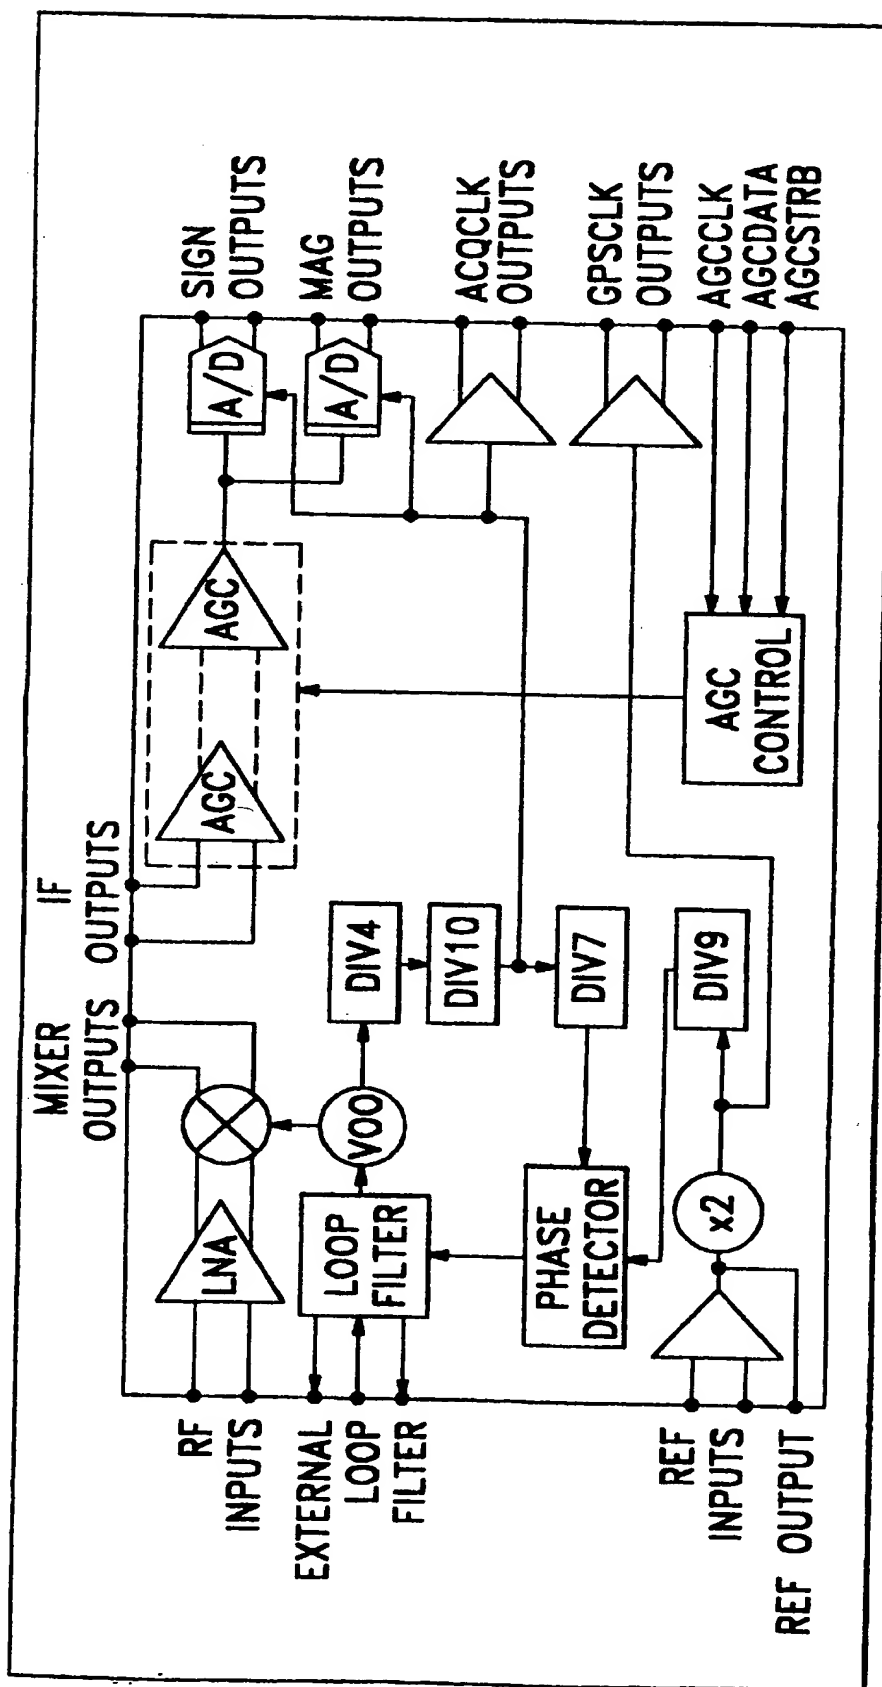 MIXER
OUTPUTS
IF
OUTPUTS
RF
INPUTS
LNA
AGC
AGC
A/D
SIGN
OUTPUTS
A/D
MAG
OUTPUTS
EXTERNAL
LOOP
FILTER
LOOP
FILTER
VOO
DIV4
DIV10
DIV7
ACQCLK
OUTPUTS
PHASE
DETECTOR
GPSCLK
OUTPUTS
REF
INPUTS
REF OUTPUT
x2
DIV9
AGC
CONTROL
AGCCLK
AGCDATA
AGCSTRB